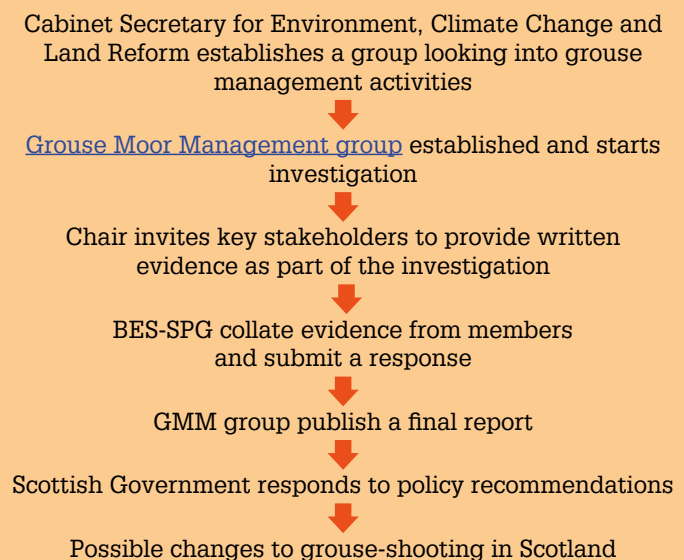 Cabinet Secretary for Environment, Climate Change and
Land Reform establishes a group looking into grouse
management activities
Grouse Moor Management group established and starts
investigation
Chair invites key stakeholders to provide written
evidence as part of the investigation
BES-SPG collate evidence from members
and submit a response
GMM group publish a final report
Scottish Government responds to policy recommendations
Possible changes to grouse-shooting in Scotland